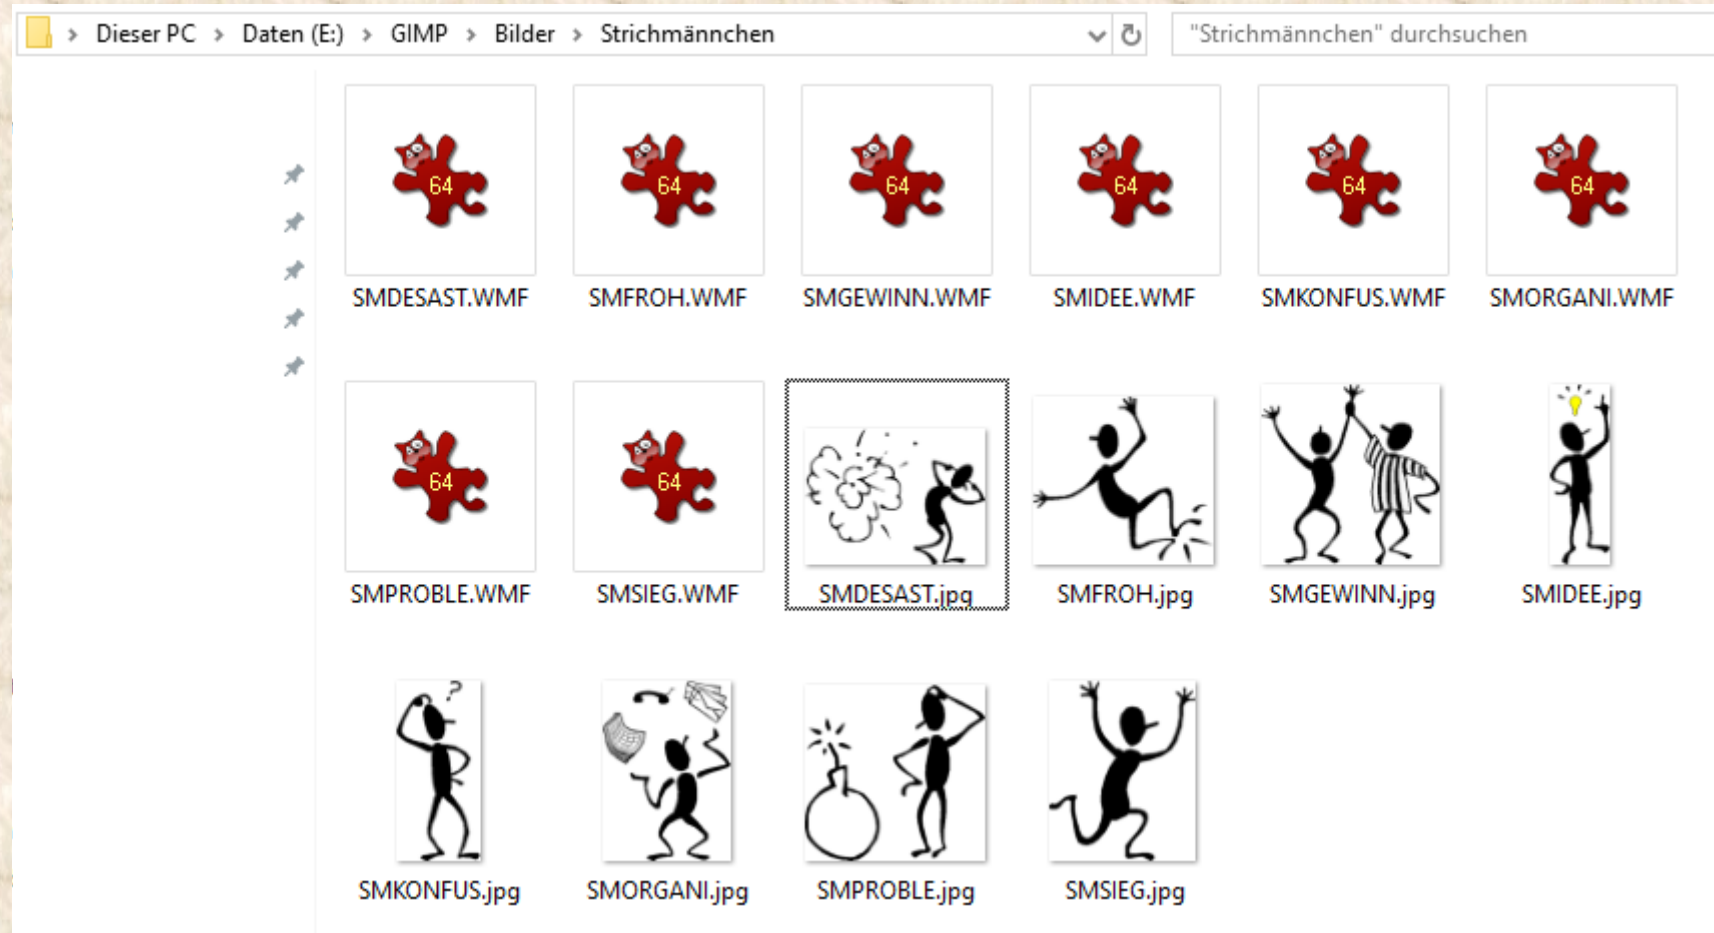 Dieser PC > Daten (E:) > GIMP > Bilder > Strichmännchen
"Strichmännchen" durchsuchen
64 64 64 64 64 64
SMDESAST.WMF SMFROH.WMF SMGEWINN.WMF SMIDEE.WMF SMKONFUS.WMF SMORGANI.WMF
64 64
SMPROBLE.WMF SMSIEG.WMF SMDESAST.jpg SMFROH.jpg SMGEWINN.jpg SMIDEE.jpg
?
SMKONFUS.jpg SMORGANI.jpg SMPROBLE.jpg SMSIEG.jpg